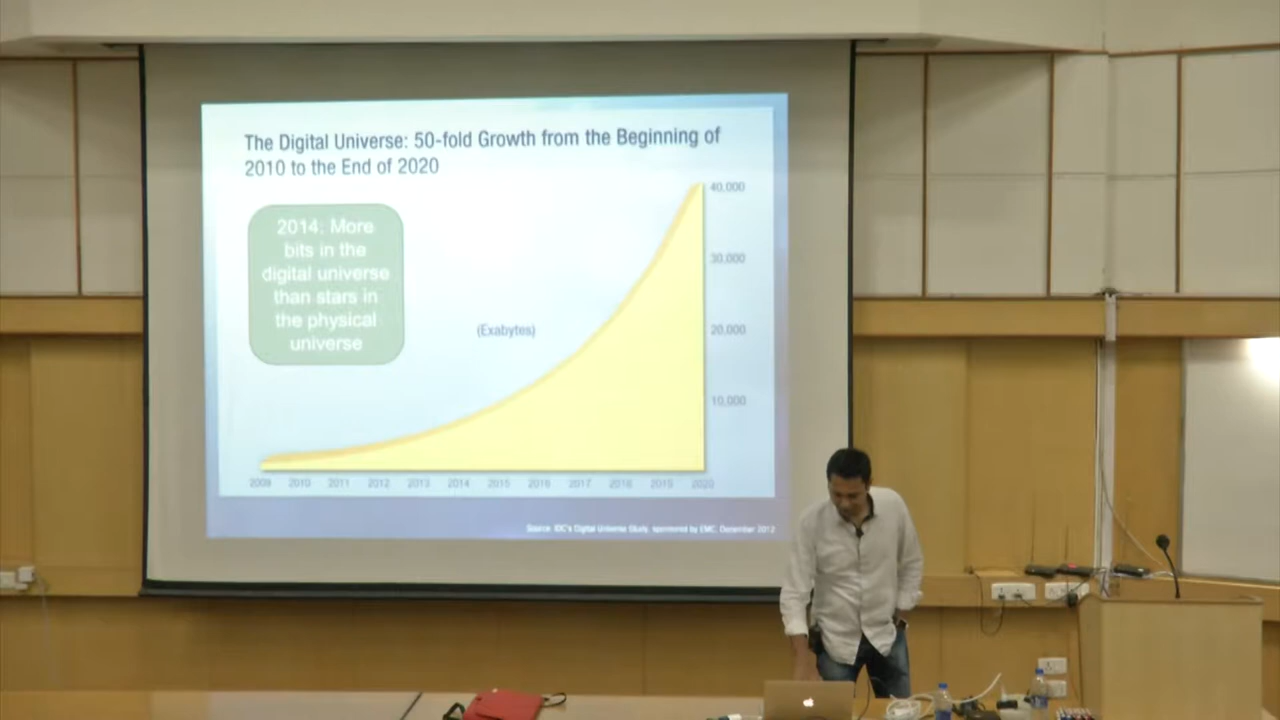 The Digital Universe: 50-fold Growth from the Beginning of
2010 to the End of 2020
2014: More
bits in the
digital universe
than stars in
the physical
universe
(Exabytes)
40,000
30,000
20,000
10,000
2009 2010 2011 2012 2013 2014 2015 2016 2017 2018 2019 2020
Source: IDC's Digital Universe Study, sponsored by EMC, December 2012